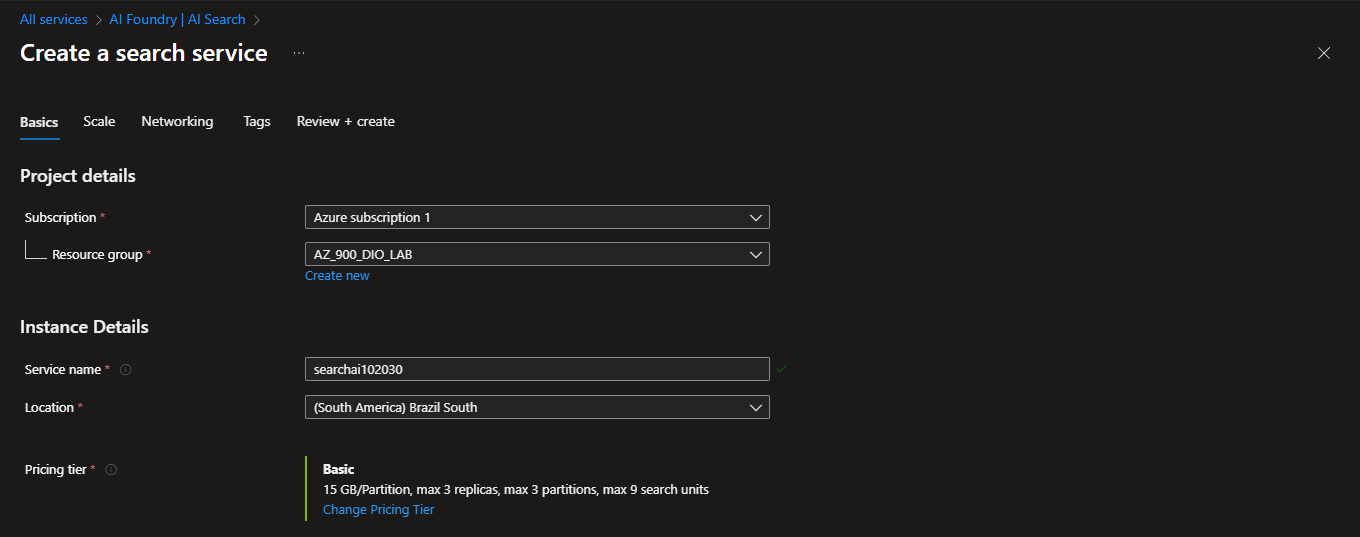 All services > AI Foundry | AI Search >
Create a search service ...
Basics Scale Networking Tags Review + create
Project details
Subscription * Azure subscription 1
Resource group * AZ_900_DIO_LAB
Create new
Instance Details
Service name * searchai102030
Location * (South America) Brazil South
Pricing tier * Basic
15 GB/Partition, max 3 replicas, max 3 partitions, max 9 search units
Change Pricing Tier